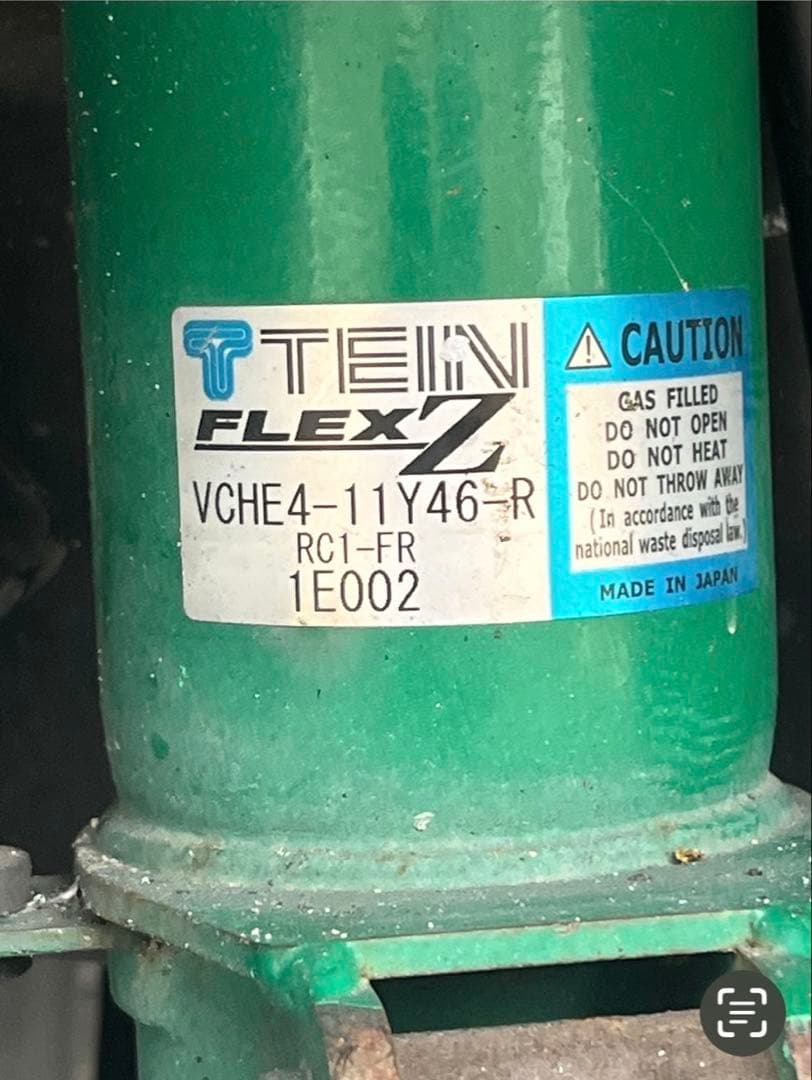 TEIN
FLEX Z
VCHE4-11Y46-R
RC1-FR
1E002
CAUTION
GAS FILLED
DO NOT OPEN
DO NOT HEAT
DO NOT THROW AWAY
(In accordance with the
national waste disposal law.)
MADE IN JAPAN